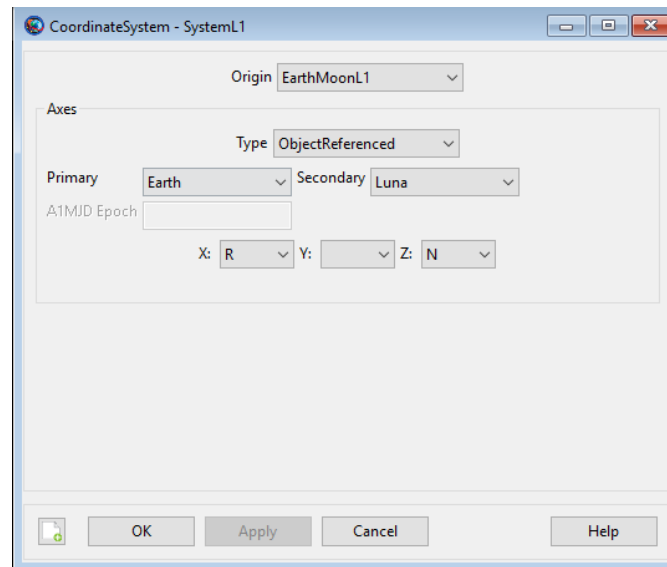 CoordinateSystem - SystemL1
Origin EarthMoonL1
Axes
Type ObjectReferenced
Primary Earth Secondary Luna
A1MJD Epoch
X: R Y: Z: N
OK Apply Cancel Help